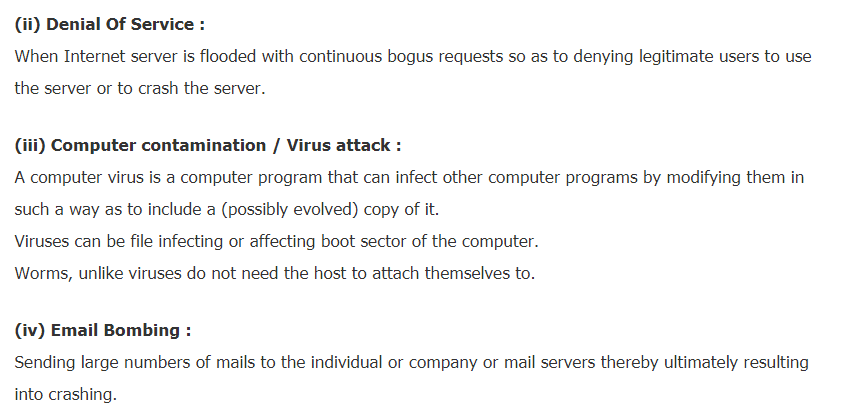 (ii) Denial Of Service :
When Internet server is flooded with continuous bogus requests so as to denying legitimate users to use
the server or to crash the server.
(iii) Computer contamination / Virus attack :
A computer virus is a computer program that can infect other computer programs by modifying them in
such a way as to include a (possibly evolved) copy of it.
Viruses can be file infecting or affecting boot sector of the computer.
Worms, unlike viruses do not need the host to attach themselves to.
(iv) Email Bombing :
Sending large numbers of mails to the individual or company or mail servers thereby ultimately resulting
into crashing.